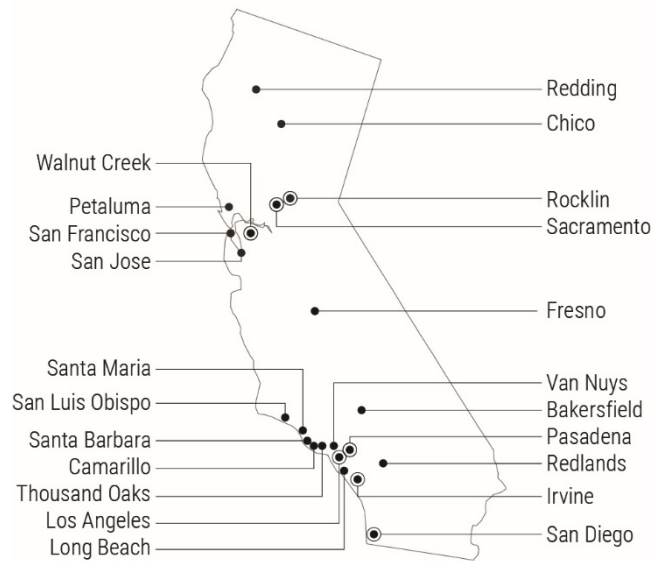 Redding
Chico
Walnut Creek
Petaluma
San Francisco
San Jose
Rocklin
Sacramento
Fresno
Santa Maria
San Luis Obispo
Santa Barbara
Camarillo
Thousand Oaks
Los Angeles
Long Beach
Van Nuys
Bakersfield
Pasadena
Redlands
Irvine
San Diego